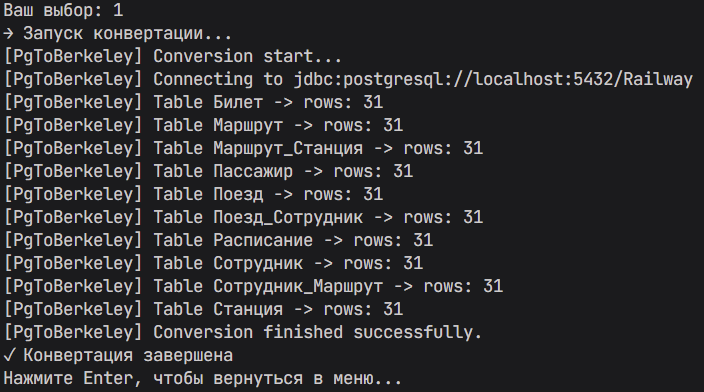 Ваш выбор: 1
→ Запуск конвертации...
[PgToBerkeley] Conversion start...
[PgToBerkeley] Connecting to jdbc:postgresql://localhost:5432/Railway
[PgToBerkeley] Table Билет -> rows: 31
[PgToBerkeley] Table Маршрут -> rows: 31
[PgToBerkeley] Table Маршрут_Станция -> rows: 31
[PgToBerkeley] Table Пассажир -> rows: 31
[PgToBerkeley] Table Поезд -> rows: 31
[PgToBerkeley] Table Поезд_Сотрудник -> rows: 31
[PgToBerkeley] Table Расписание -> rows: 31
[PgToBerkeley] Table Сотрудник -> rows: 31
[PgToBerkeley] Table Сотрудник_Маршрут -> rows: 31
[PgToBerkeley] Table Станция -> rows: 31
[PgToBerkeley] Conversion finished successfully.
✓ Конвертация завершена
Нажмите Enter, чтобы вернуться в меню...